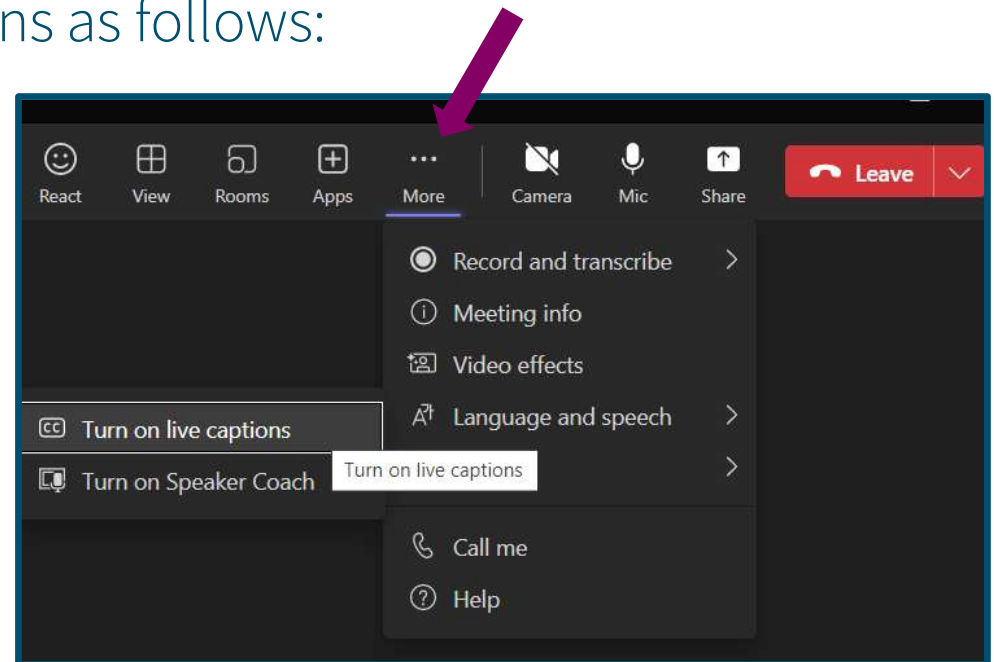 ns as follows:
React View Rooms Apps ... More Camera Mic Share Leave
Record and transcribe
Meeting info
Video effects
Language and speech
CC Turn on live captions
Turn on Speaker Coach
Turn on live captions
Call me
Help